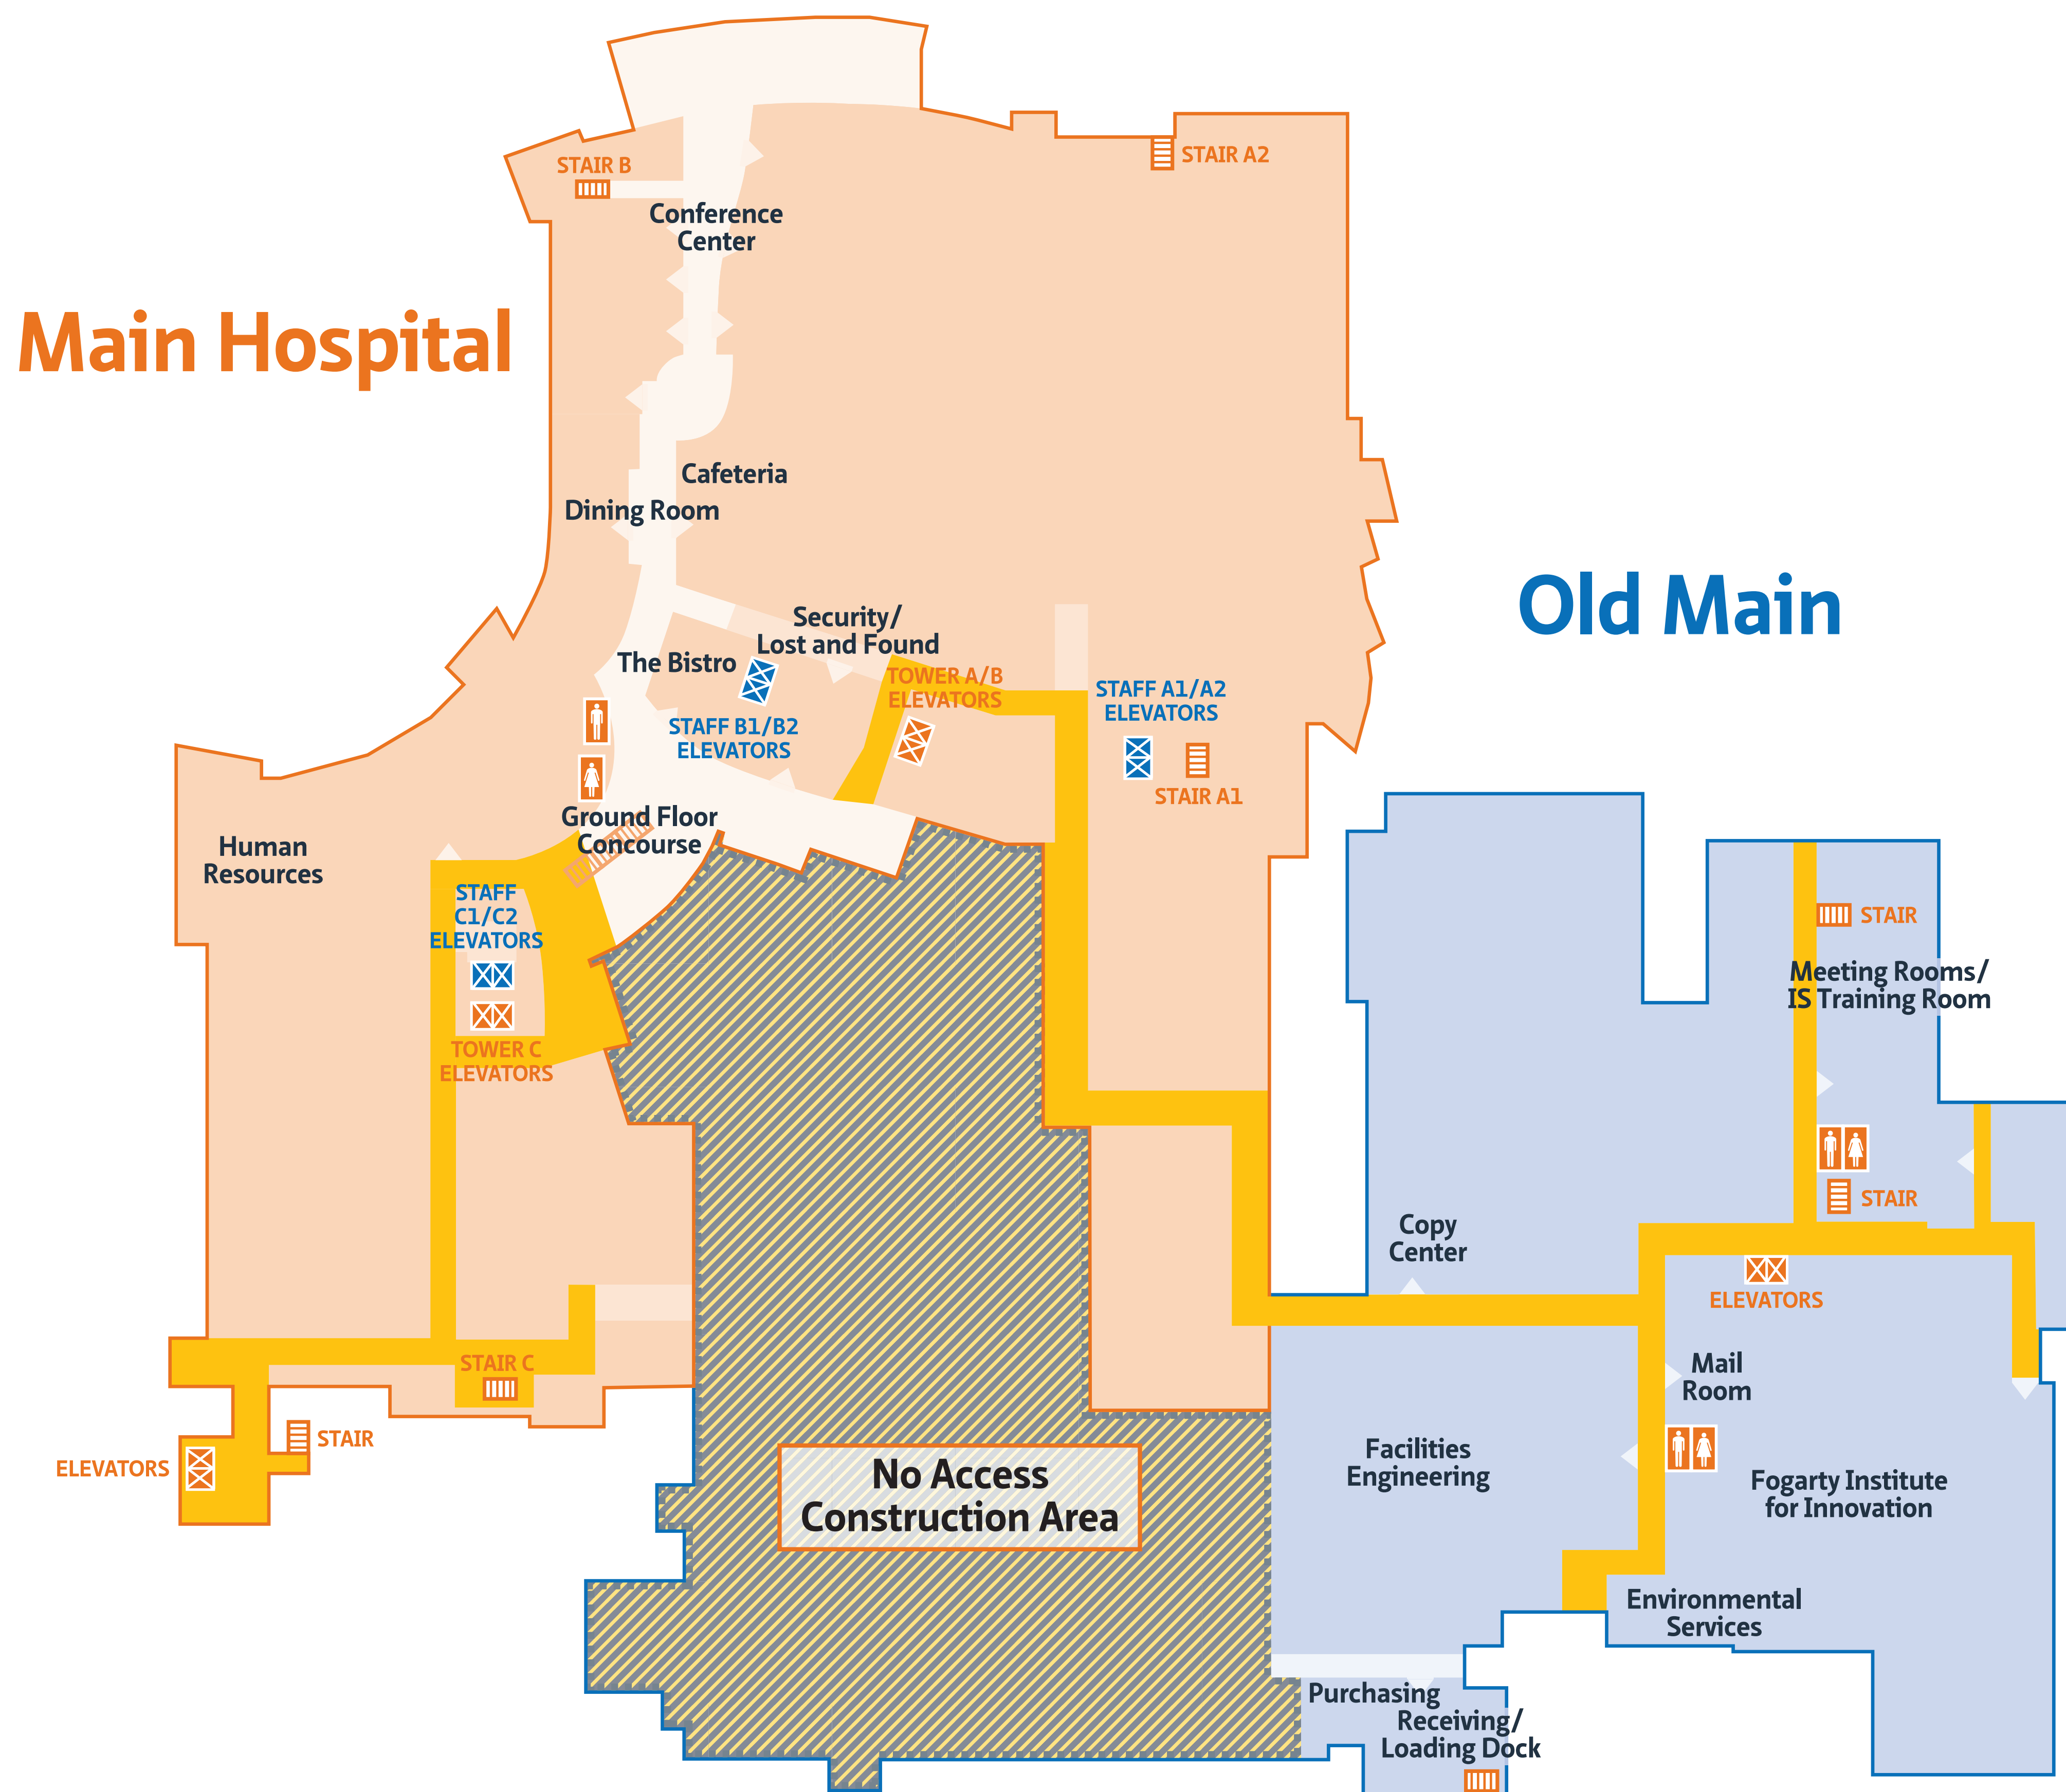 STAIR B
STAIR A2
Conference
Center
Main Hospital
Cafeteria
Dining Room
Old Main
Security/
Lost and Found
The Bistro
TOWER A/B
ELEVATORS
STAFF A1/A2
ELEVATORS
STAFF B1/B2
ELEVATORS
STAIR A1
Ground Floor
Concourse
Human
Resources
STAFF
C1/C2
ELEVATORS
STAIR
Meeting Rooms/
IS Training Room
TOWER C
ELEVATORS
STAIR
Copy
Center
ELEVATORS
STAIR C
Mail
Room
STAIR
ELEVATORS
No Access
Construction Area
Facilities
Engineering
Fogarty Institute
for Innovation
Environmental
Services
Purchasing
Receiving/
Loading Dock